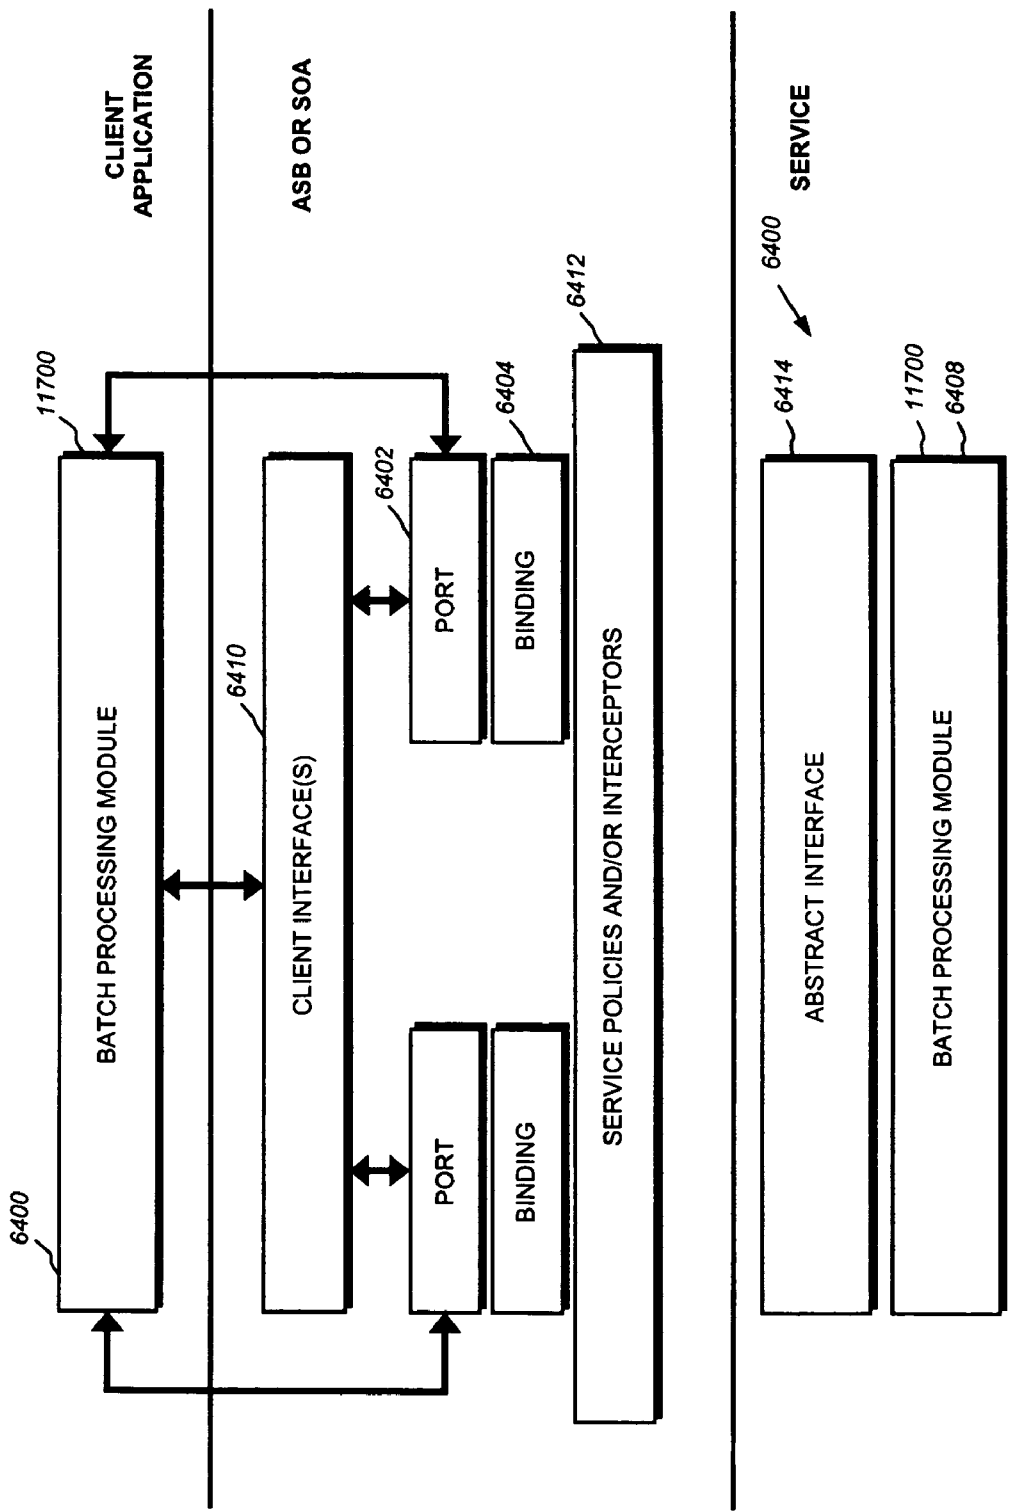 6400
BATCH PROCESSING MODULE
11700
CLIENT
APPLICATION
6410
CLIENT INTERFACE(S)
ASB OR SOA
PORT
PORT
6402
BINDING
BINDING
6404
SERVICE POLICIES AND/OR INTERCEPTORS
6412
6400
SERVICE
ABSTRACT INTERFACE
6414
BATCH PROCESSING MODULE
11700
6408